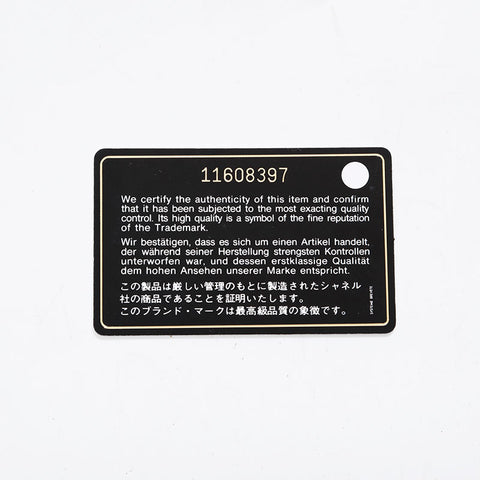 11608397
We certify the authenticity of this item and confirm
that it has been subjected to the most exacting quality
control. Its high quality is a symbol of the fine reputation
of the Trademark.
Wir bestätigen, dass es sich um einen Artikel handelt,
der während seiner Herstellung strengsten Kontrollen
unterworfen war, und dessen erstklassige Qualität
dem hohen Ansehen unserer Marke entspricht.
この製品は厳しい管理のもとに製造されたシャネル
社の商品であることを証明いたします。
このブランド・マークは最高級品質の象徴です。